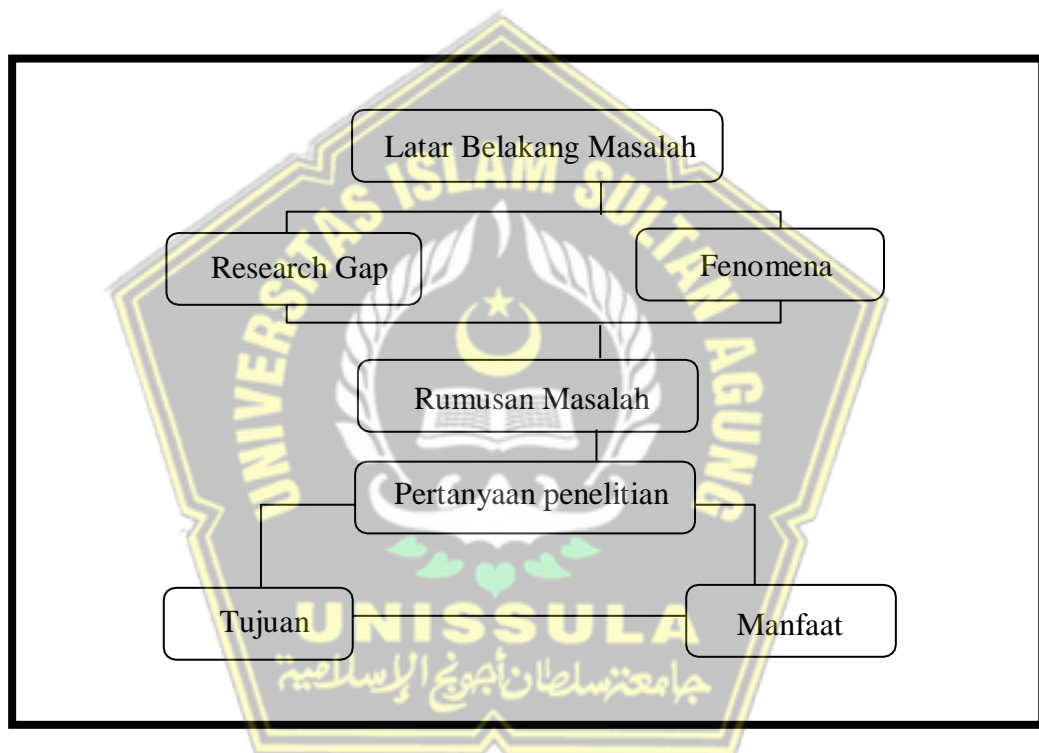 Latar Belakang Masalah
Research Gap
Fenomena
Rumusan Masalah
Pertanyaan penelitian
Tujuan
Manfaat
UNIVERSITAS ISLAM SULTAN AGUNG
UNISSULA
جامعة سلطان أجونج الإسلامية